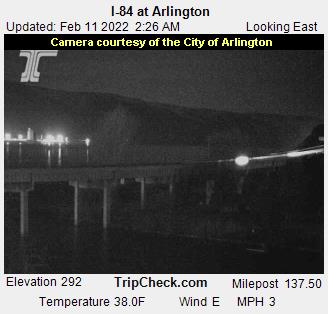 I-84 at Arlington
Updated: Feb 11 2022 2:26 AM Looking East
Camera courtesy of the City of Arlington
Elevation 292 TripCheck.com Milepost 137.50
Temperature 38.0F Wind E MPH 3